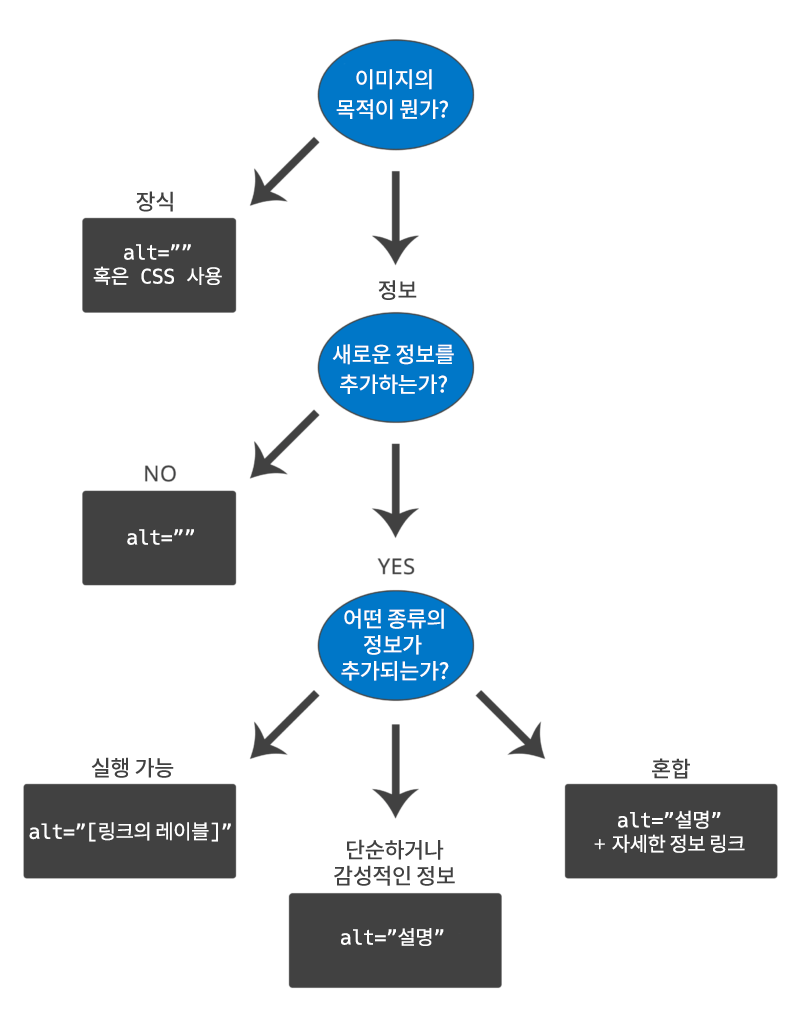 이미지의
목적이 뭔가?
장식
alt=””
혹은 CSS 사용
정보
새로운 정보를
추가하는가?
NO
alt=””
YES
어떤 종류의
정보가
추가되는가?
실행 가능
alt=”[링크의 레이블]”
단순하거나
감성적인 정보
alt=”설명”
혼합
alt=”설명”
+ 자세한 정보 링크